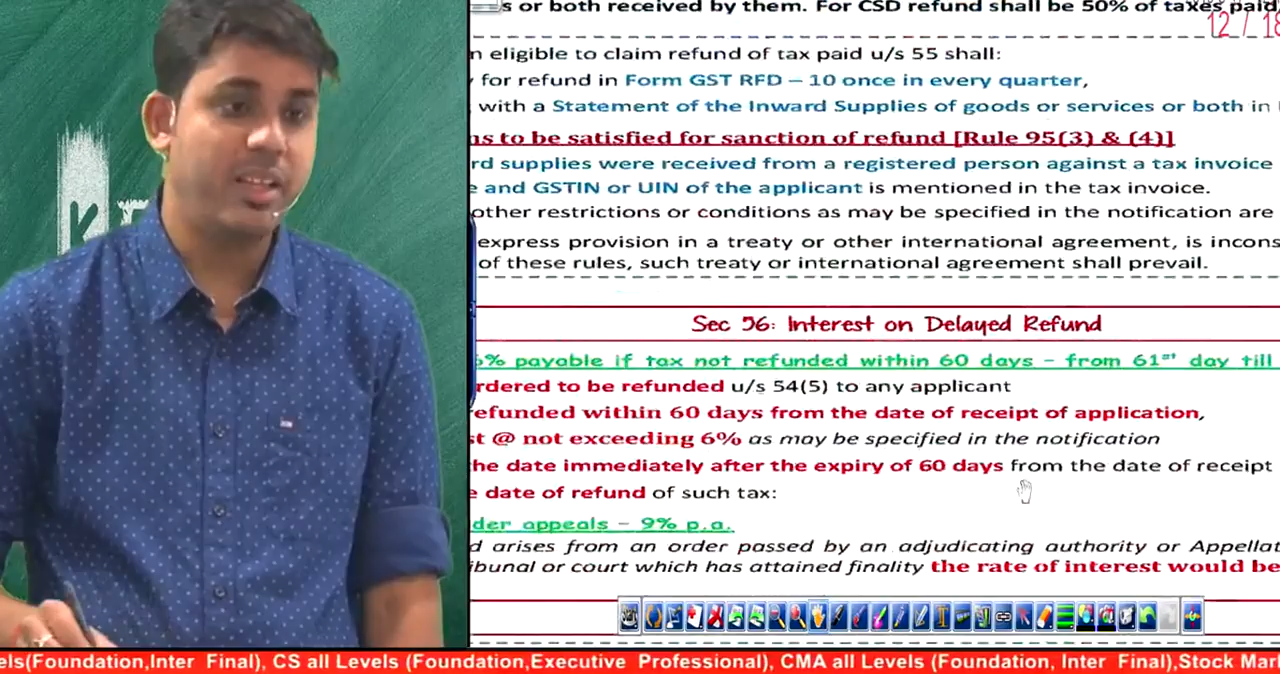 s or both received by them. For CSD refund shall be 50% of taxes paid
12 / 18
n eligible to claim refund of tax paid u/s 55 shall:
for refund in Form GST RFD – 10 once in every quarter,
with a Statement of the Inward Supplies of goods or services or both in
ns to be satisfied for sanction of refund [Rule 95(3) & (4)]
rd supplies were received from a registered person against a tax invoice
e and GSTIN or UIN of the applicant is mentioned in the tax invoice.
other restrictions or conditions as may be specified in the notification are
express provision in a treaty or other international agreement, is incons
of these rules, such treaty or international agreement shall prevail.
Sec 56: Interest on Delayed Refund
6% payable if tax not refunded within 60 days – from 61st day till
rdered to be refunded u/s 54(5) to any applicant
refunded within 60 days from the date of receipt of application,
st @ not exceeding 6% as may be specified in the notification
he date immediately after the expiry of 60 days from the date of receipt
e date of refund of such tax:
der appeals – 9% p.a.
d arises from an order passed by an adjudicating authority or Appellat
ribunal or court which has attained finality the rate of interest would be
els(Foundation,Inter Final), CS all Levels (Foundation,Executive Professional), CMA all Levels (Foundation, Inter Final),Stock Mar